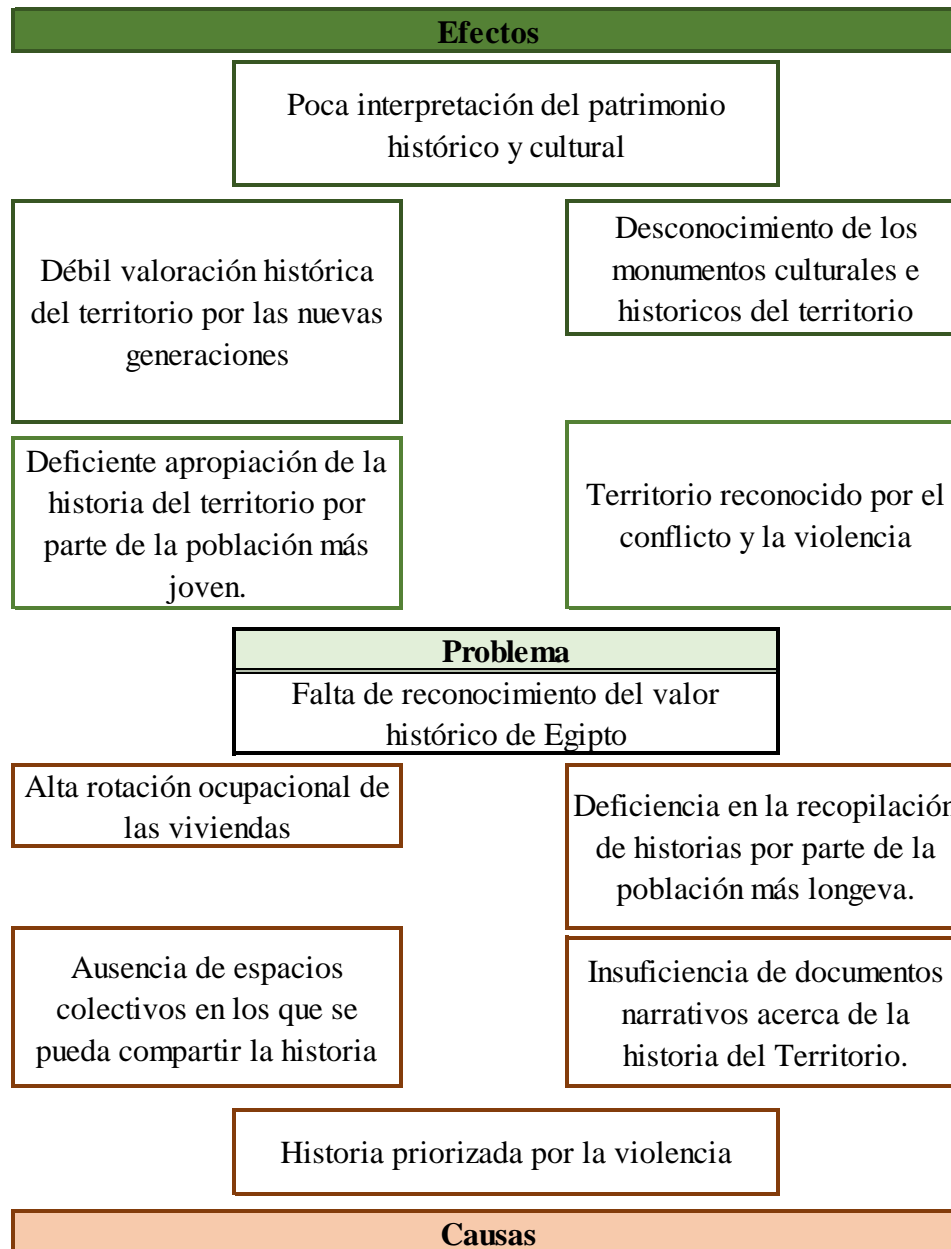 Efectos
Poca interpretación del patrimonio
histórico y cultural
Débil valoración histórica
del territorio por las nuevas
generaciones
Desconocimiento de los
monumentos culturales e
historicos del territorio
Deficiente apropiación de la
historia del territorio por
parte de la población más
joven.
Territorio reconocido por el
conflicto y la violencia
Problema
Falta de reconocimiento del valor
histórico de Egipto
Alta rotación ocupacional de
las viviendas
Deficiencia en la recopilación
de historias por parte de la
población más longeva.
Ausencia de espacios
colectivos en los que se
pueda compartir la historia
Insuficiencia de documentos
narrativos acerca de la
historia del Territorio.
Historia priorizada por la violencia
Causas